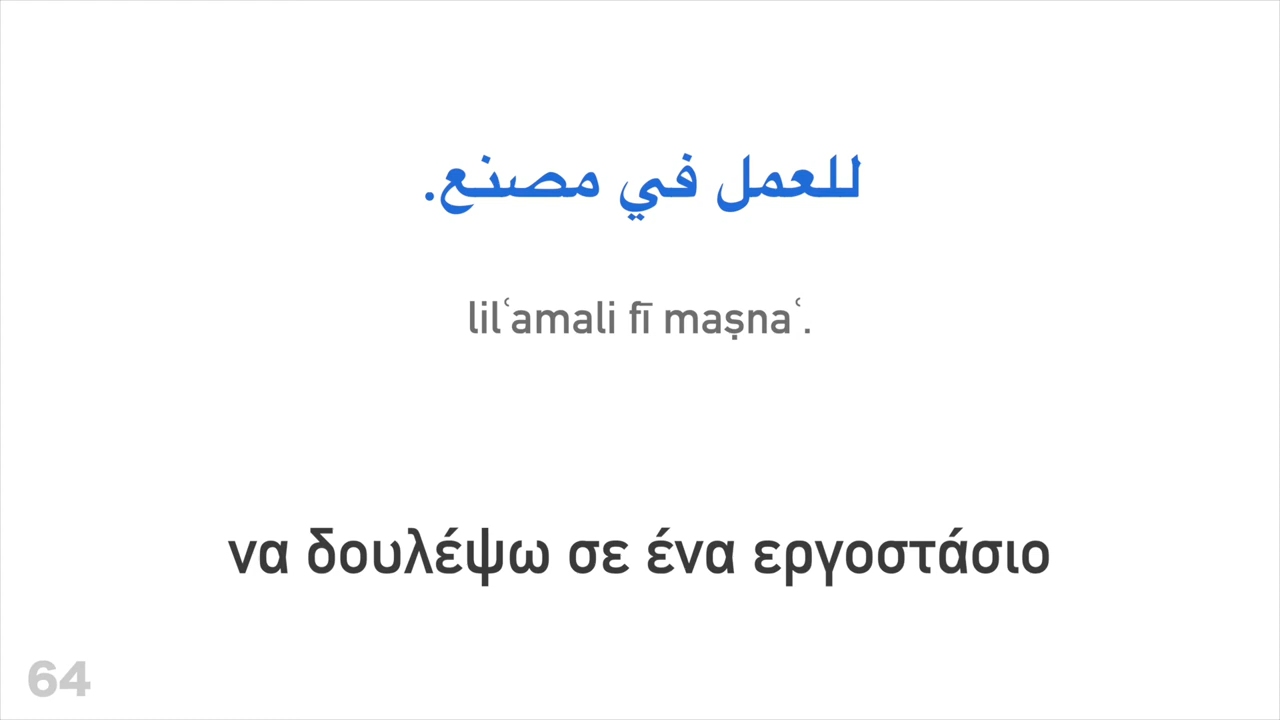 للعمل في مصنع.
lilʿamali fī maṣnaʿ.
να δουλέψω σε ένα εργοστάσιο
64